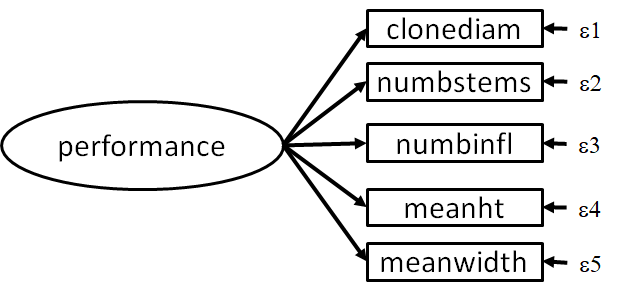 performance
clonediam
ε1
numbstems
ε2
numbinfl
ε3
meanht
ε4
meanwidth
ε5